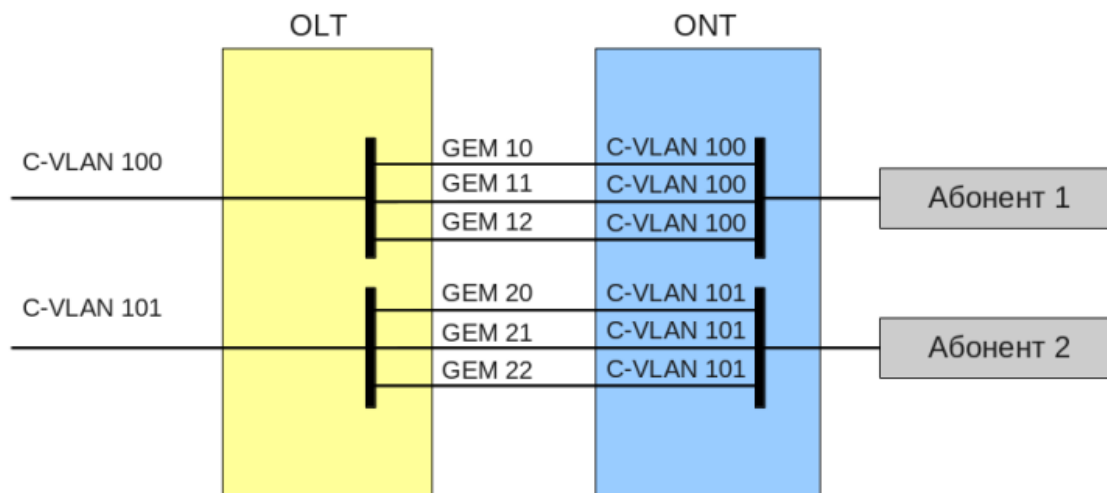 OLT
ONT
C-VLAN 100
GEM 10
C-VLAN 100
GEM 11
C-VLAN 100
GEM 12
C-VLAN 100
Абонент 1
C-VLAN 101
GEM 20
C-VLAN 101
GEM 21
C-VLAN 101
GEM 22
C-VLAN 101
Абонент 2